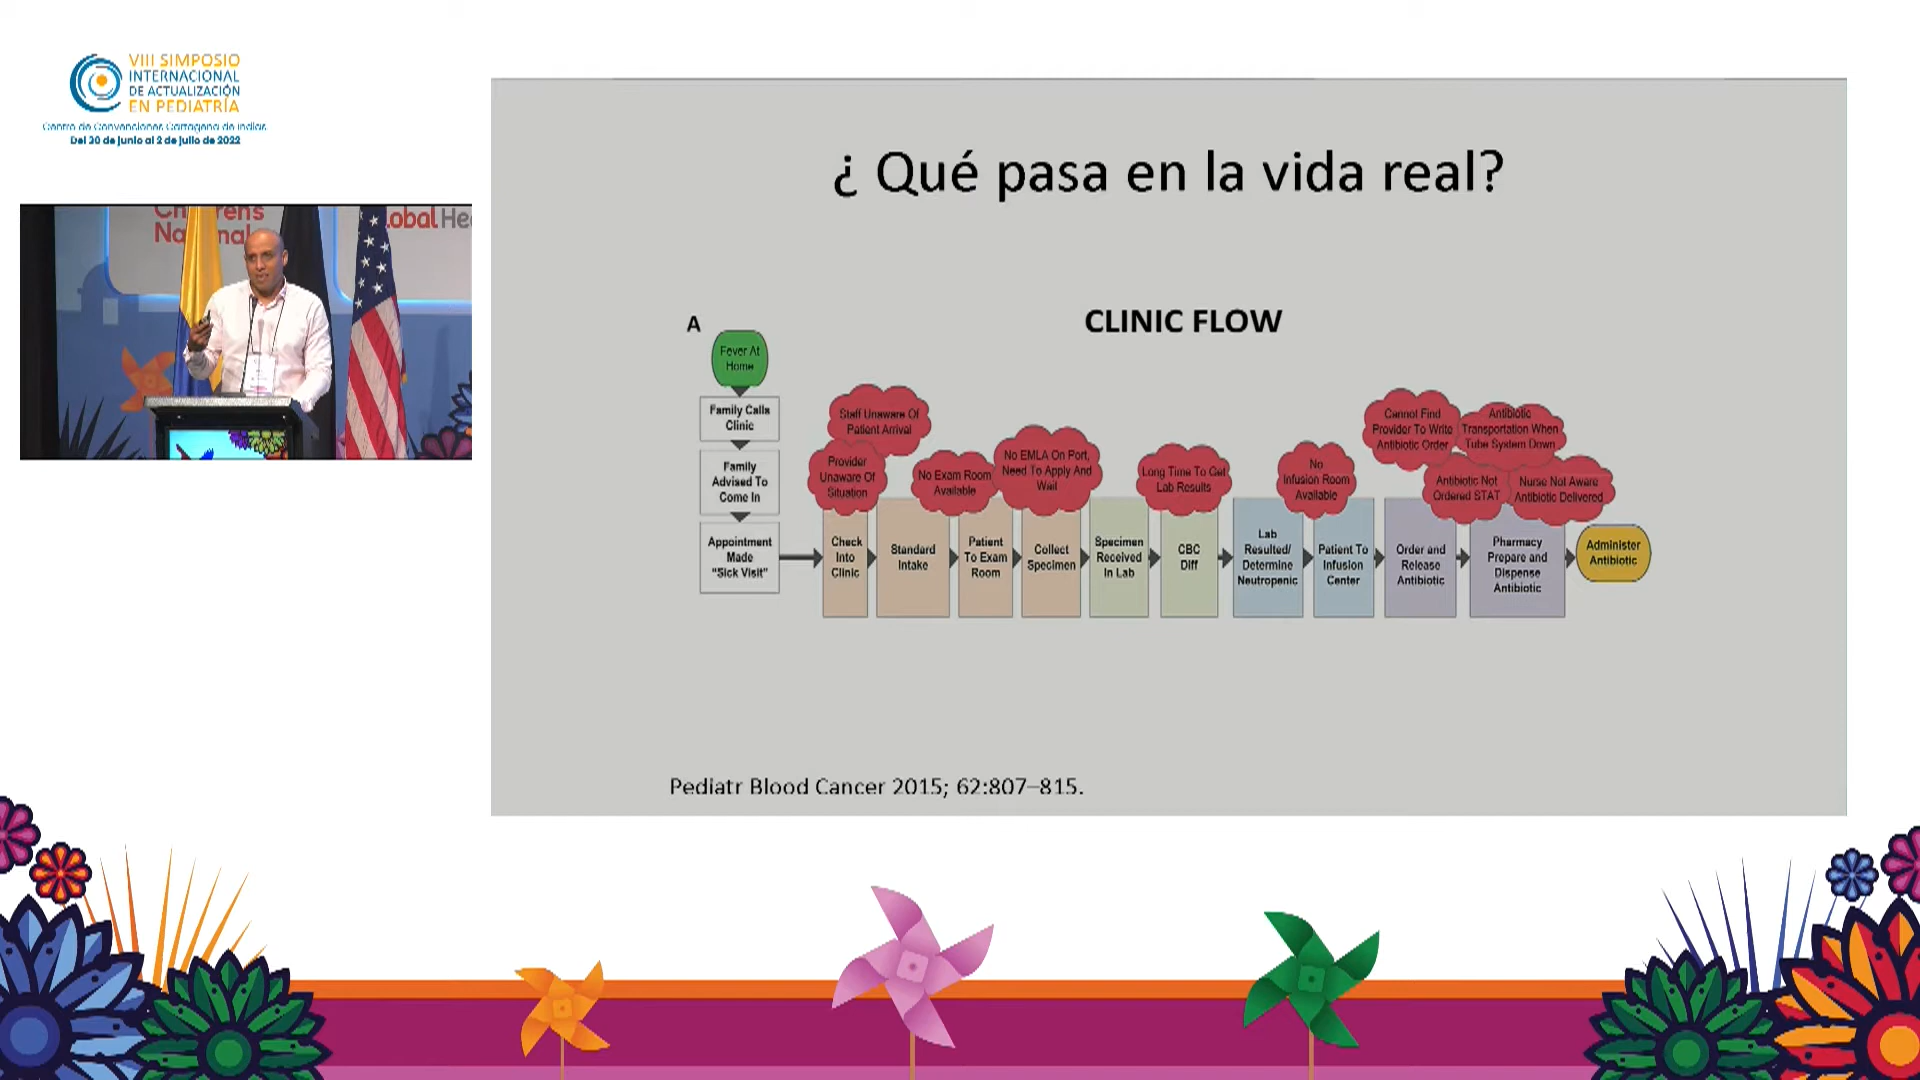 VIII SIMPOSIO
INTERNACIONAL
DE ACTUALIZACIÓN
EN PEDIATRÍA
Centro de Convenciones Cartagena de Indias
Del 30 de junio al 2 de julio de 2022
¿ Qué pasa en la vida real?
CLINIC FLOW
A
Fever At
Home
Family Calls
Clinic
Family
Advised To
Come In
Appointment
Made
"Sick Visit"
Staff Unaware Of
Patient Arrival
Provider
Unaware Of
Situation
No Exam Room
Available
No EMLA On Port,
Need To Apply And
Wait
Long Time To Get
Lab Results
No
Infusion Room
Available
Cannot Find
Provider To Write
Antibiotic Order
Antibiotic
Transportation When
Tube System Down
Antibiotic Not
Ordered STAT
Nurse Not Aware
Antibiotic Delivered
Check
Into
Clinic
Standard
Intake
Patient
To Exam
Room
Collect
Specimen
Specimen
Received
In Lab
CBC
Diff
Lab
Resulted/
Determine
Neutropenic
Patient To
Infusion
Center
Order and
Release
Antibiotic
Pharmacy
Prepare and
Dispense
Antibiotic
Administer
Antibiotic
Pediatr Blood Cancer 2015; 62:807–815.